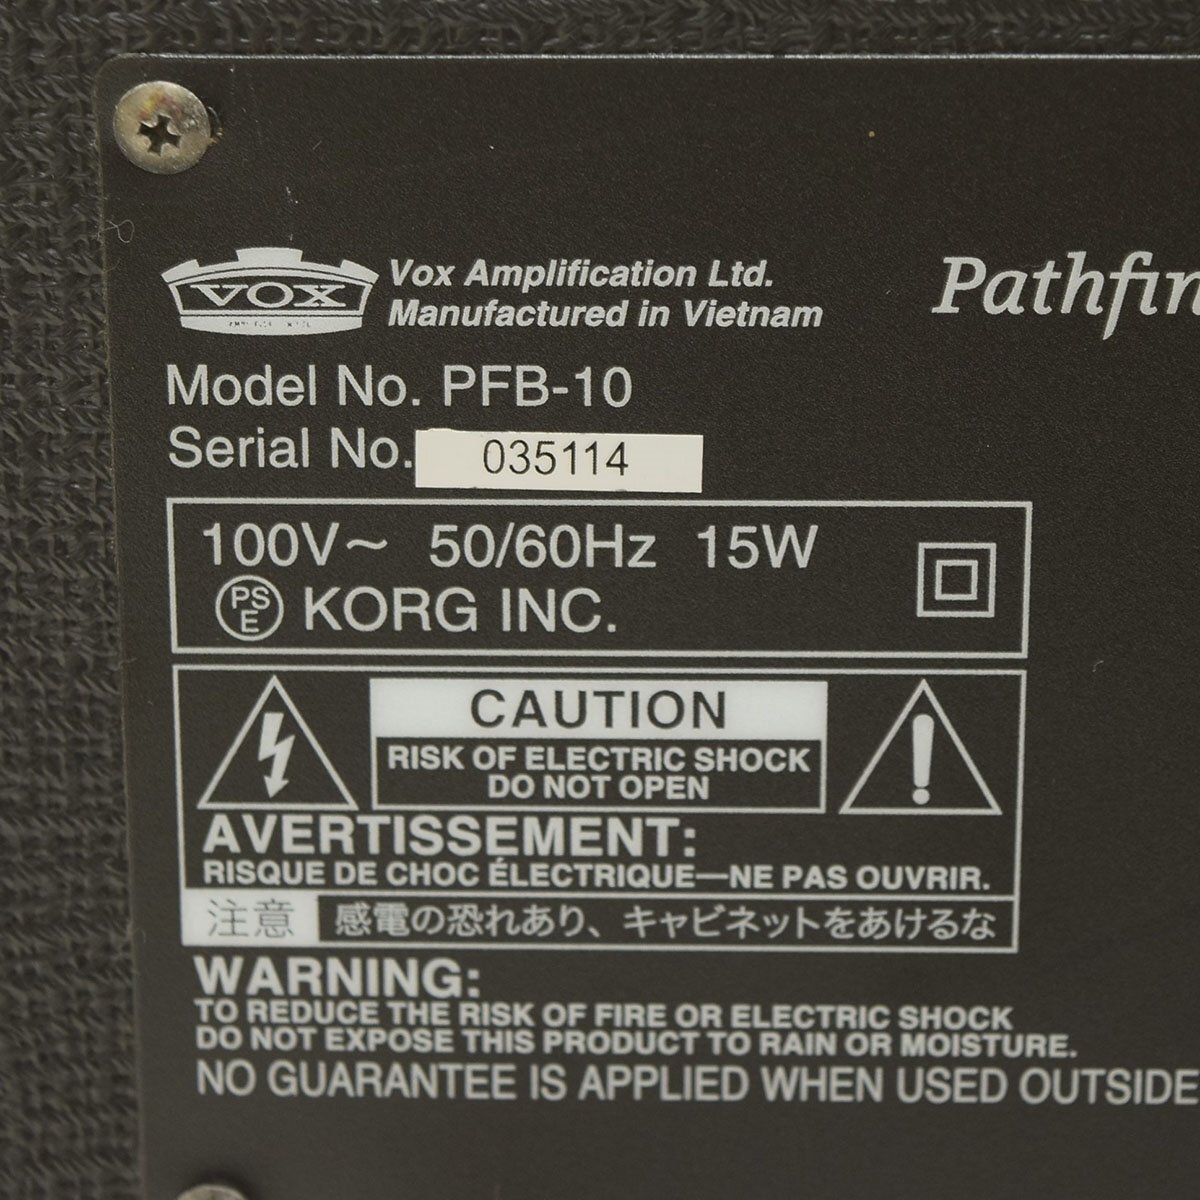 VOX
Vox Amplification Ltd.
Manufactured in Vietnam
Pathfin
Model No. PFB-10
Serial No. 035114
100V~ 50/60Hz 15W
PSE KORG INC.
CAUTION
RISK OF ELECTRIC SHOCK
DO NOT OPEN
AVERTISSEMENT:
RISQUE DE CHOC ÉLECTRIQUE—NE PAS OUVRIR.
注意 感電の恐れあり、キャビネットをあけるな
WARNING:
TO REDUCE THE RISK OF FIRE OR ELECTRIC SHOCK
DO NOT EXPOSE THIS PRODUCT TO RAIN OR MOISTURE.
NO GUARANTEE IS APPLIED WHEN USED OUTSIDE